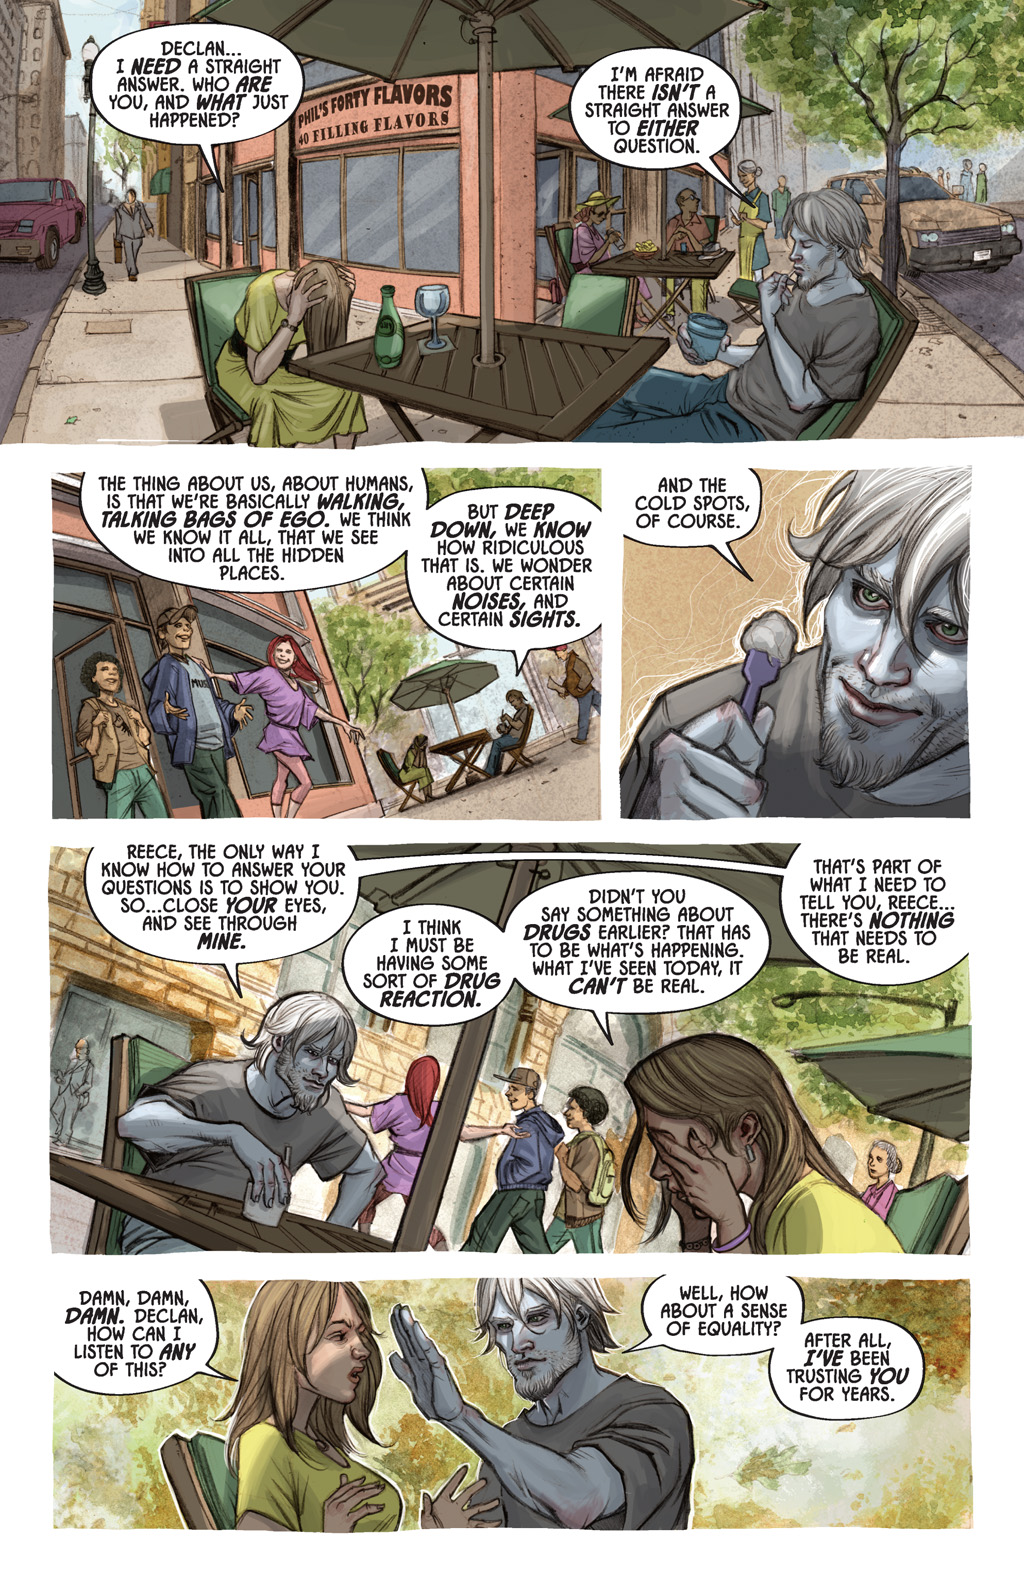 DECLAN...
I NEED A STRAIGHT
ANSWER. WHO ARE
YOU, AND WHAT JUST
HAPPENED?
PHIL'S FORTY FLAVORS
40 FILLING FLAVORS
I'M AFRAID
THERE ISN'T A
STRAIGHT ANSWER
TO EITHER
QUESTION.
THE THING ABOUT US, ABOUT HUMANS,
IS THAT WE'RE BASICALLY WALKING,
TALKING BAGS OF EGO. WE THINK
WE KNOW IT ALL, THAT WE SEE
INTO ALL THE HIDDEN
PLACES.
BUT DEEP
DOWN, WE KNOW
HOW RIDICULOUS
THAT IS. WE WONDER
ABOUT CERTAIN
NOISES, AND
CERTAIN SIGHTS.
AND THE
COLD SPOTS,
OF COURSE.
REECE, THE ONLY WAY I
KNOW HOW TO ANSWER YOUR
QUESTIONS IS TO SHOW YOU.
SO...CLOSE YOUR EYES,
AND SEE THROUGH
MINE.
I THINK
I MUST BE
HAVING SOME
SORT OF DRUG
REACTION.
DIDN'T YOU
SAY SOMETHING ABOUT
DRUGS EARLIER? THAT HAS
TO BE WHAT'S HAPPENING.
WHAT I'VE SEEN TODAY, IT
CAN'T BE REAL.
THAT'S PART OF
WHAT I NEED TO
TELL YOU, REECE...
THERE'S NOTHING
THAT NEEDS TO
BE REAL.
DAMN, DAMN,
DAMN. DECLAN,
HOW CAN I
LISTEN TO ANY
OF THIS?
WELL, HOW
ABOUT A SENSE
OF EQUALITY?
AFTER ALL,
I'VE BEEN
TRUSTING YOU
FOR YEARS.